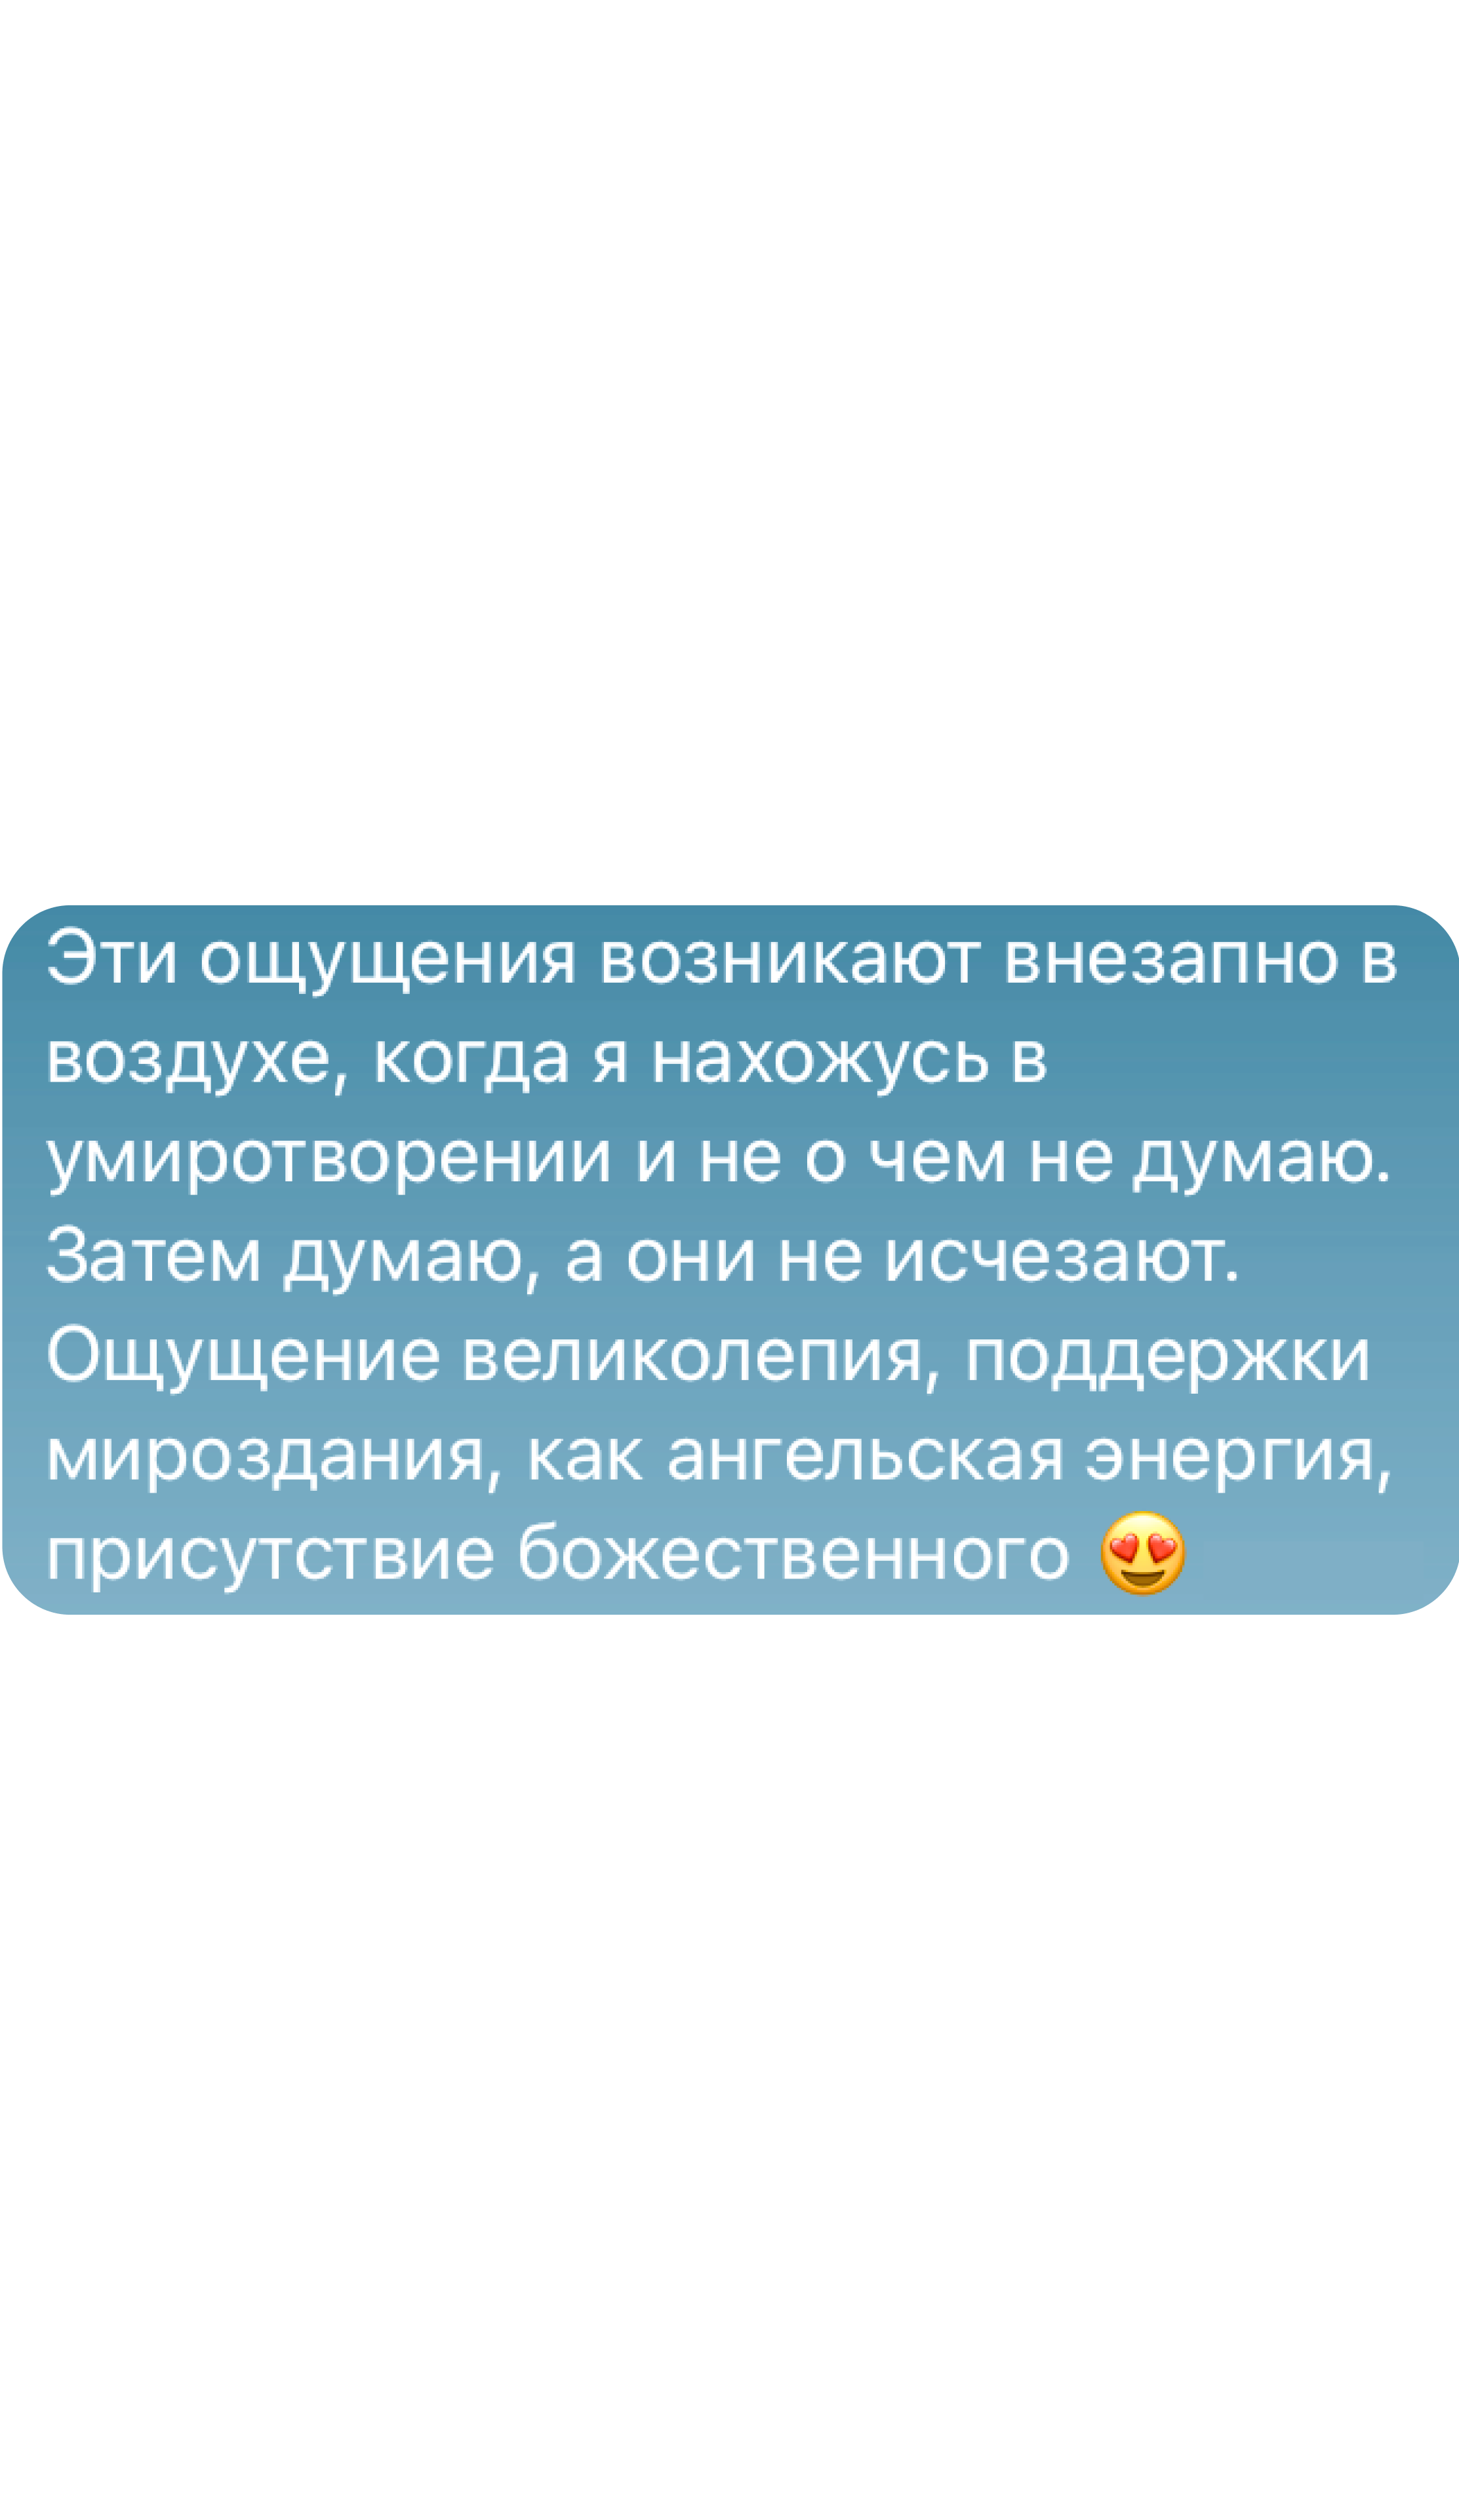 Эти ощущения возникают внезапно в
воздухе, когда я нахожусь в
умиротворении и не о чем не думаю.
Затем думаю, а они не исчезают.
Ощущение великолепия, поддержки
мироздания, как ангельская энергия,
присутствие божественного 😍